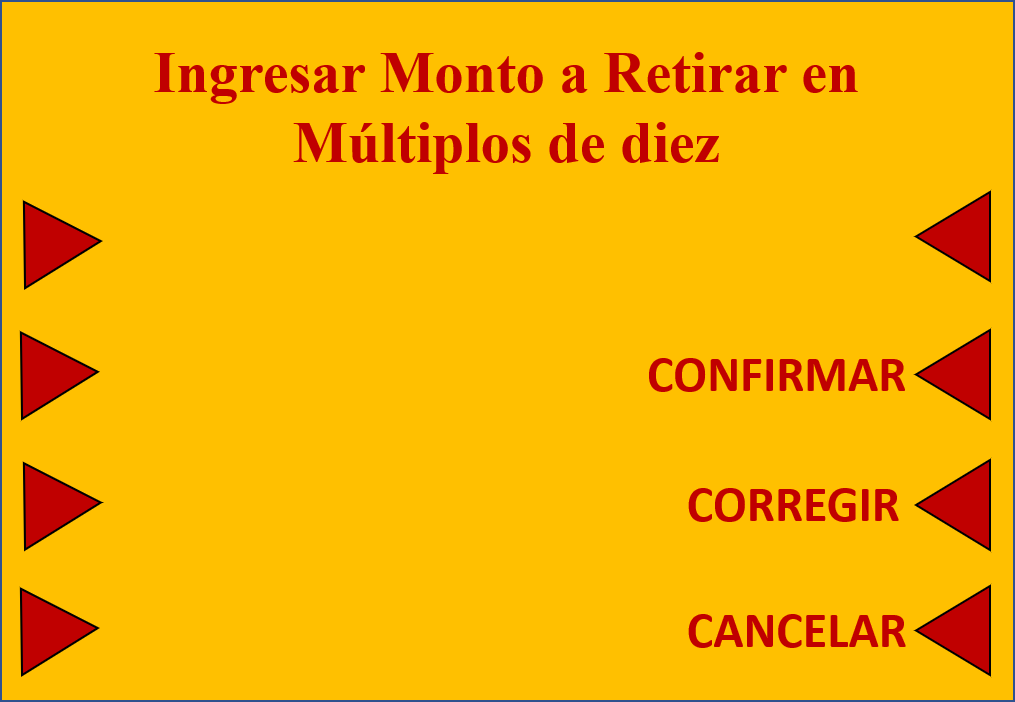 Ingresar Monto a Retirar en
Múltiplos de diez
CONFIRMAR
CORREGIR
CANCELAR